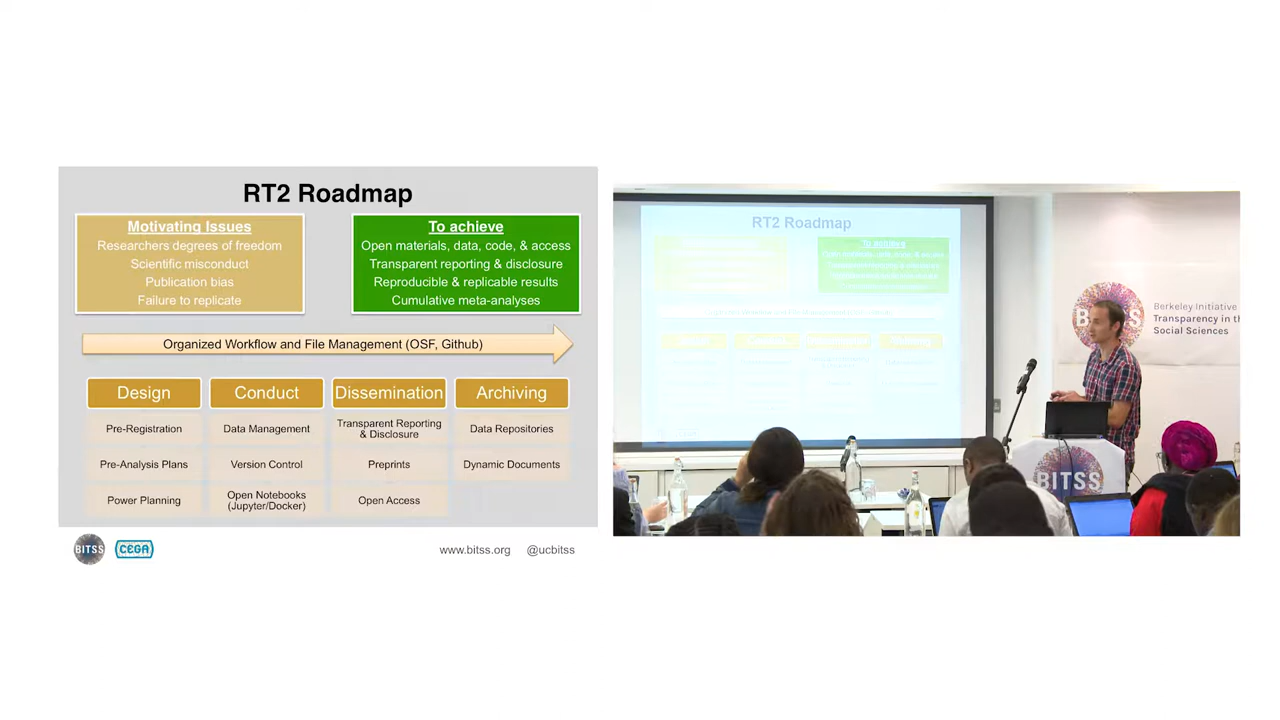 RT2 Roadmap
Motivating Issues
Researchers degrees of freedom
Scientific misconduct
Publication bias
Failure to replicate
To achieve
Open materials, data, code, & access
Transparent reporting & disclosure
Reproducible & replicable results
Cumulative meta-analyses
Organized Workflow and File Management (OSF, Github)
Design
Pre-Registration
Pre-Analysis Plans
Power Planning
Conduct
Data Management
Version Control
Open Notebooks
(Jupyter/Docker)
Dissemination
Transparent Reporting
& Disclosure
Preprints
Open Access
Archiving
Data Repositories
Dynamic Documents
BITSS
CEGA
www.bitss.org @ucbitss
RT2 Roadmap
To achieve
BITSS
Berkeley Initiative
Transparency in th
Social Sciences
BITSS